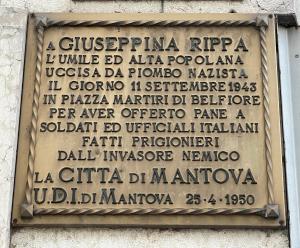 A GIUSEPPINA RIPPA
L'UMILE ED ALTA POPOLANA
UCCISA DA PIOMBO NAZISTA
IL GIORNO 11 SETTEMBRE 1943
IN PIAZZA MARTIRI DI BELFIORE
PER AVER OFFERTO PANE A
SOLDATI ED UFFICIALI ITALIANI
FATTI PRIGIONIERI
DALL'INVASORE NEMICO
LA CITTÀ DI MANTOVA
U.D.I. DI MANTOVA 25·4·1950